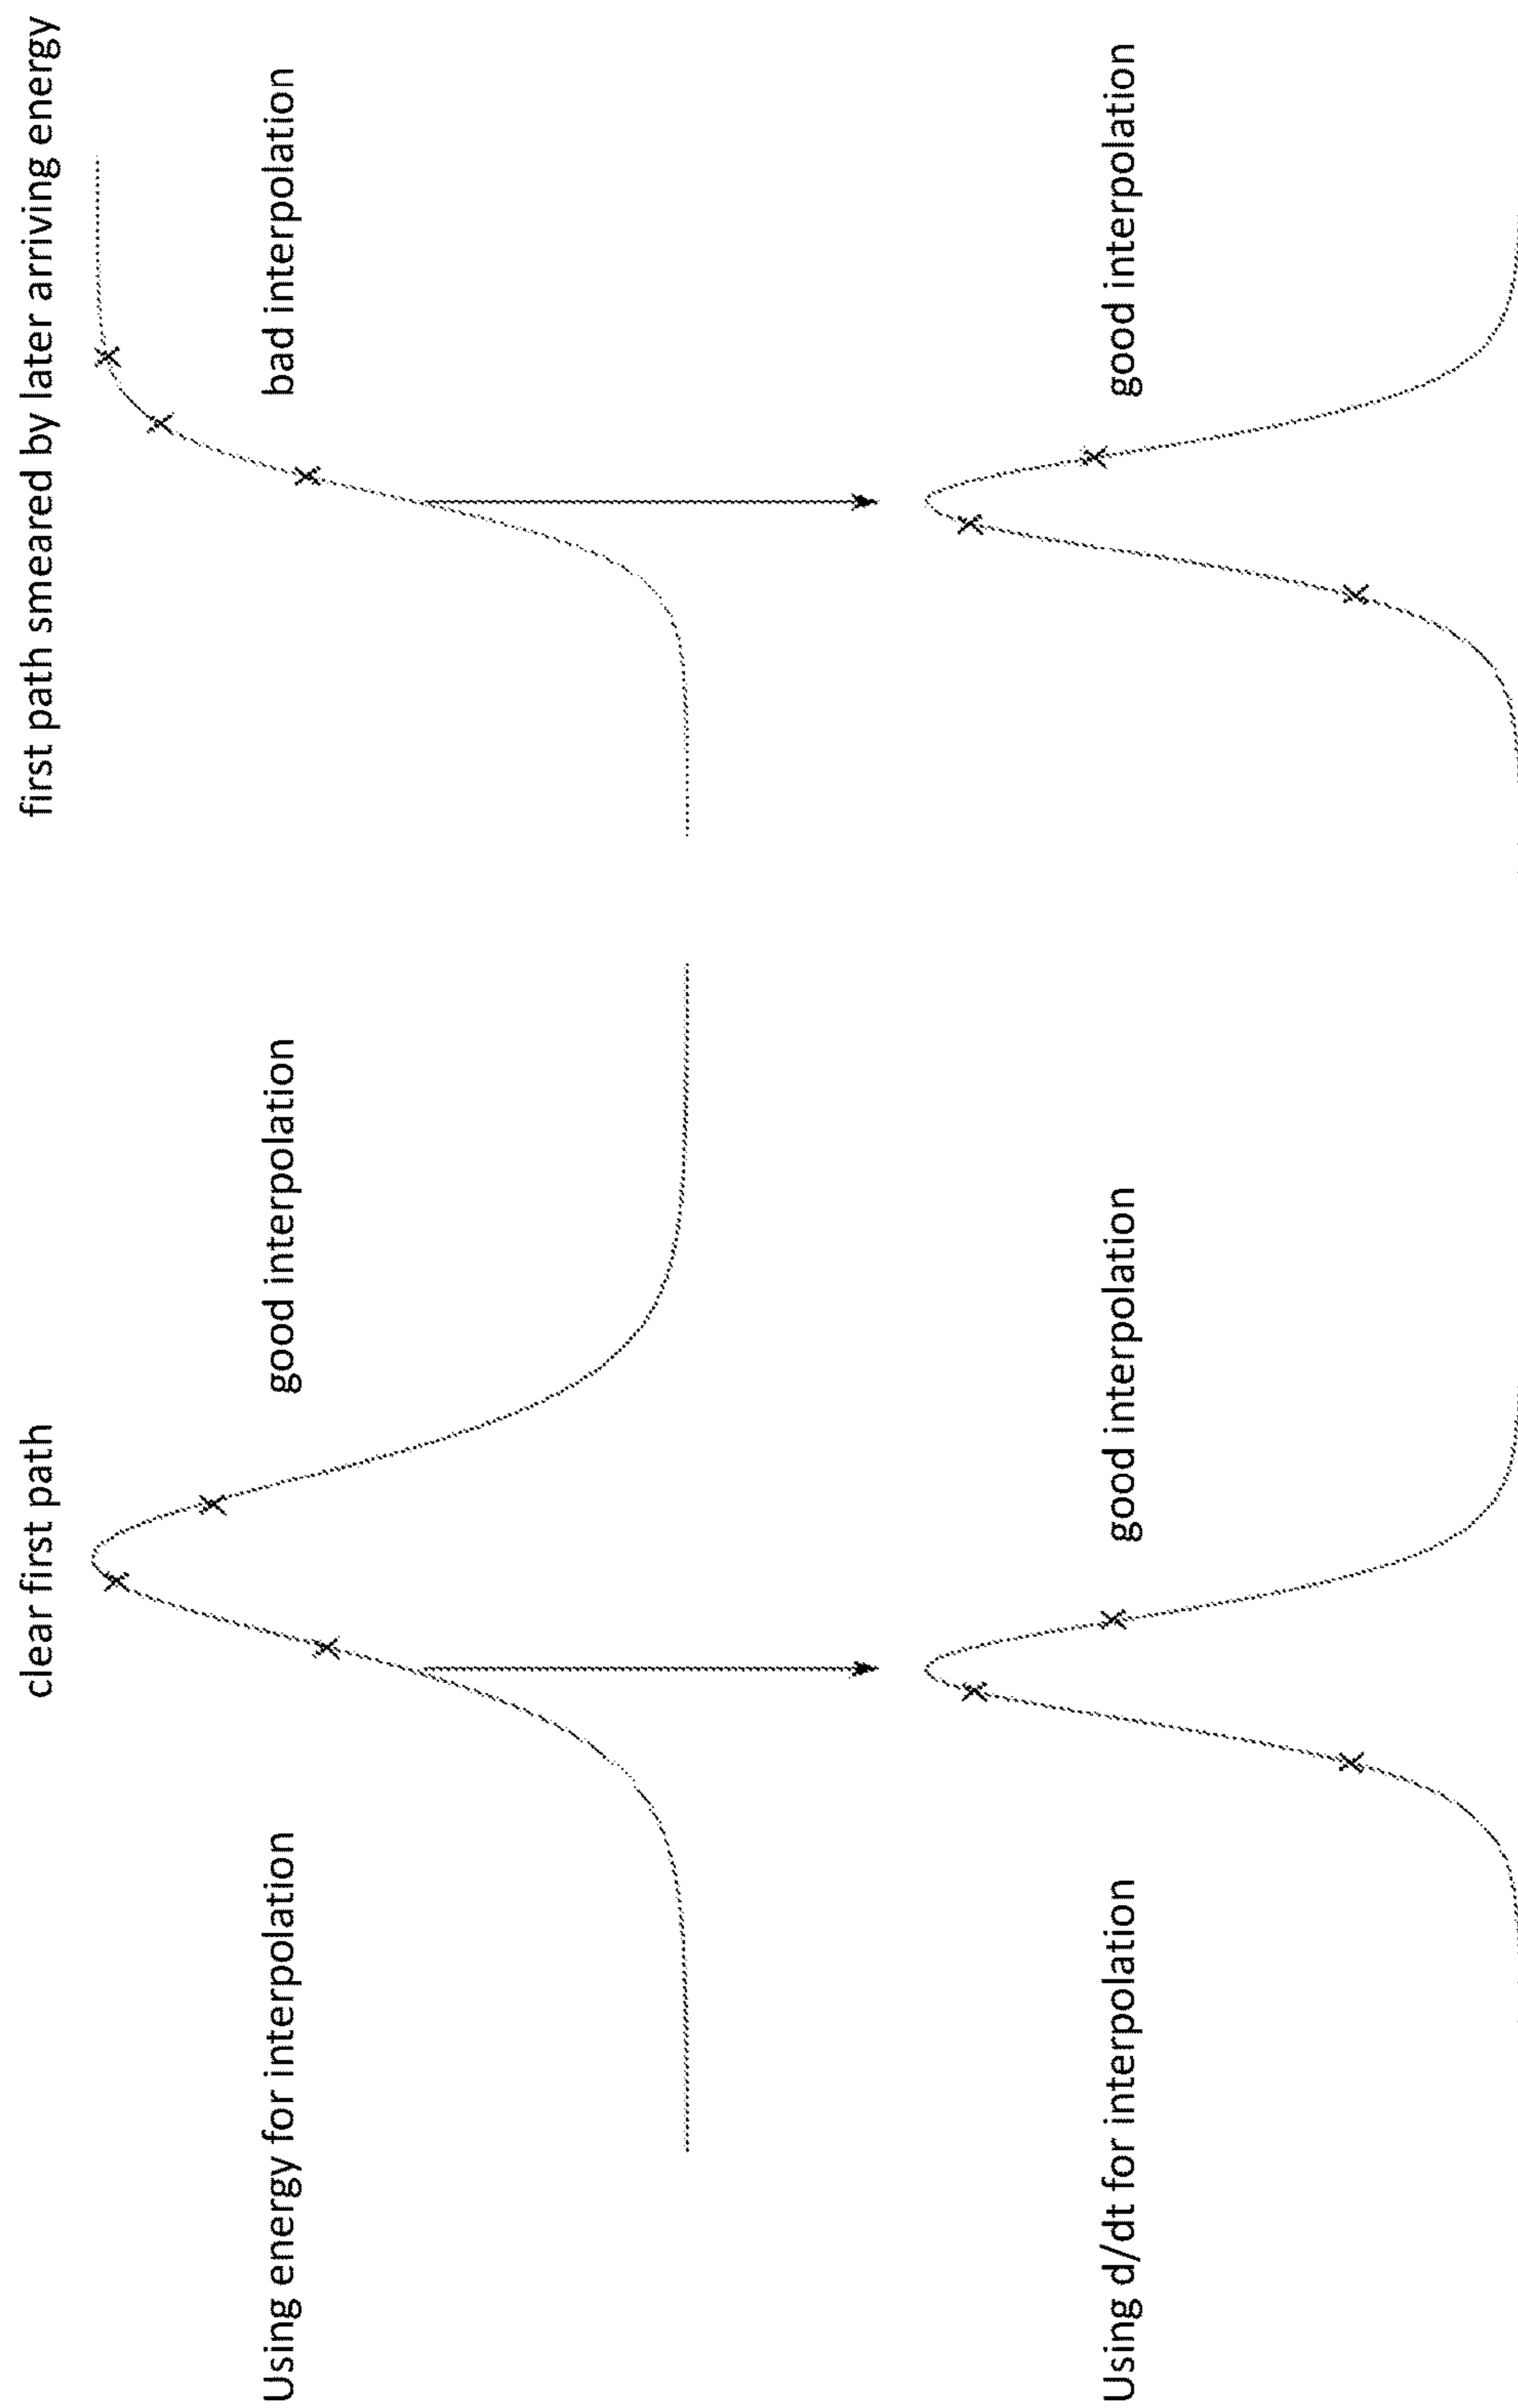 clear first path
first path smeared by later arriving energy
Using energy for interpolation
good interpolation
bad interpolation
Using d/dt for interpolation
good interpolation
good interpolation